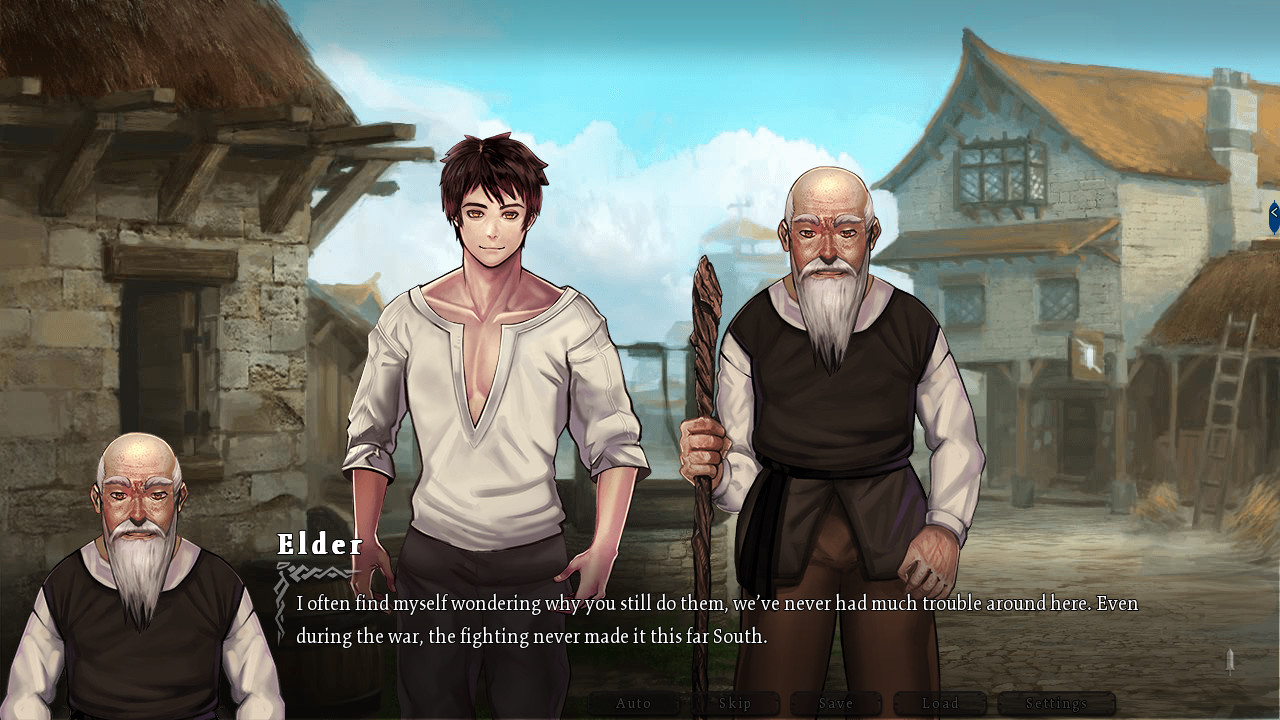 Elder
I often find myself wondering why you still do them, we've never had much trouble around here. Even
during the war, the fighting never made it this far South.
Auto Skip Save Load Settings